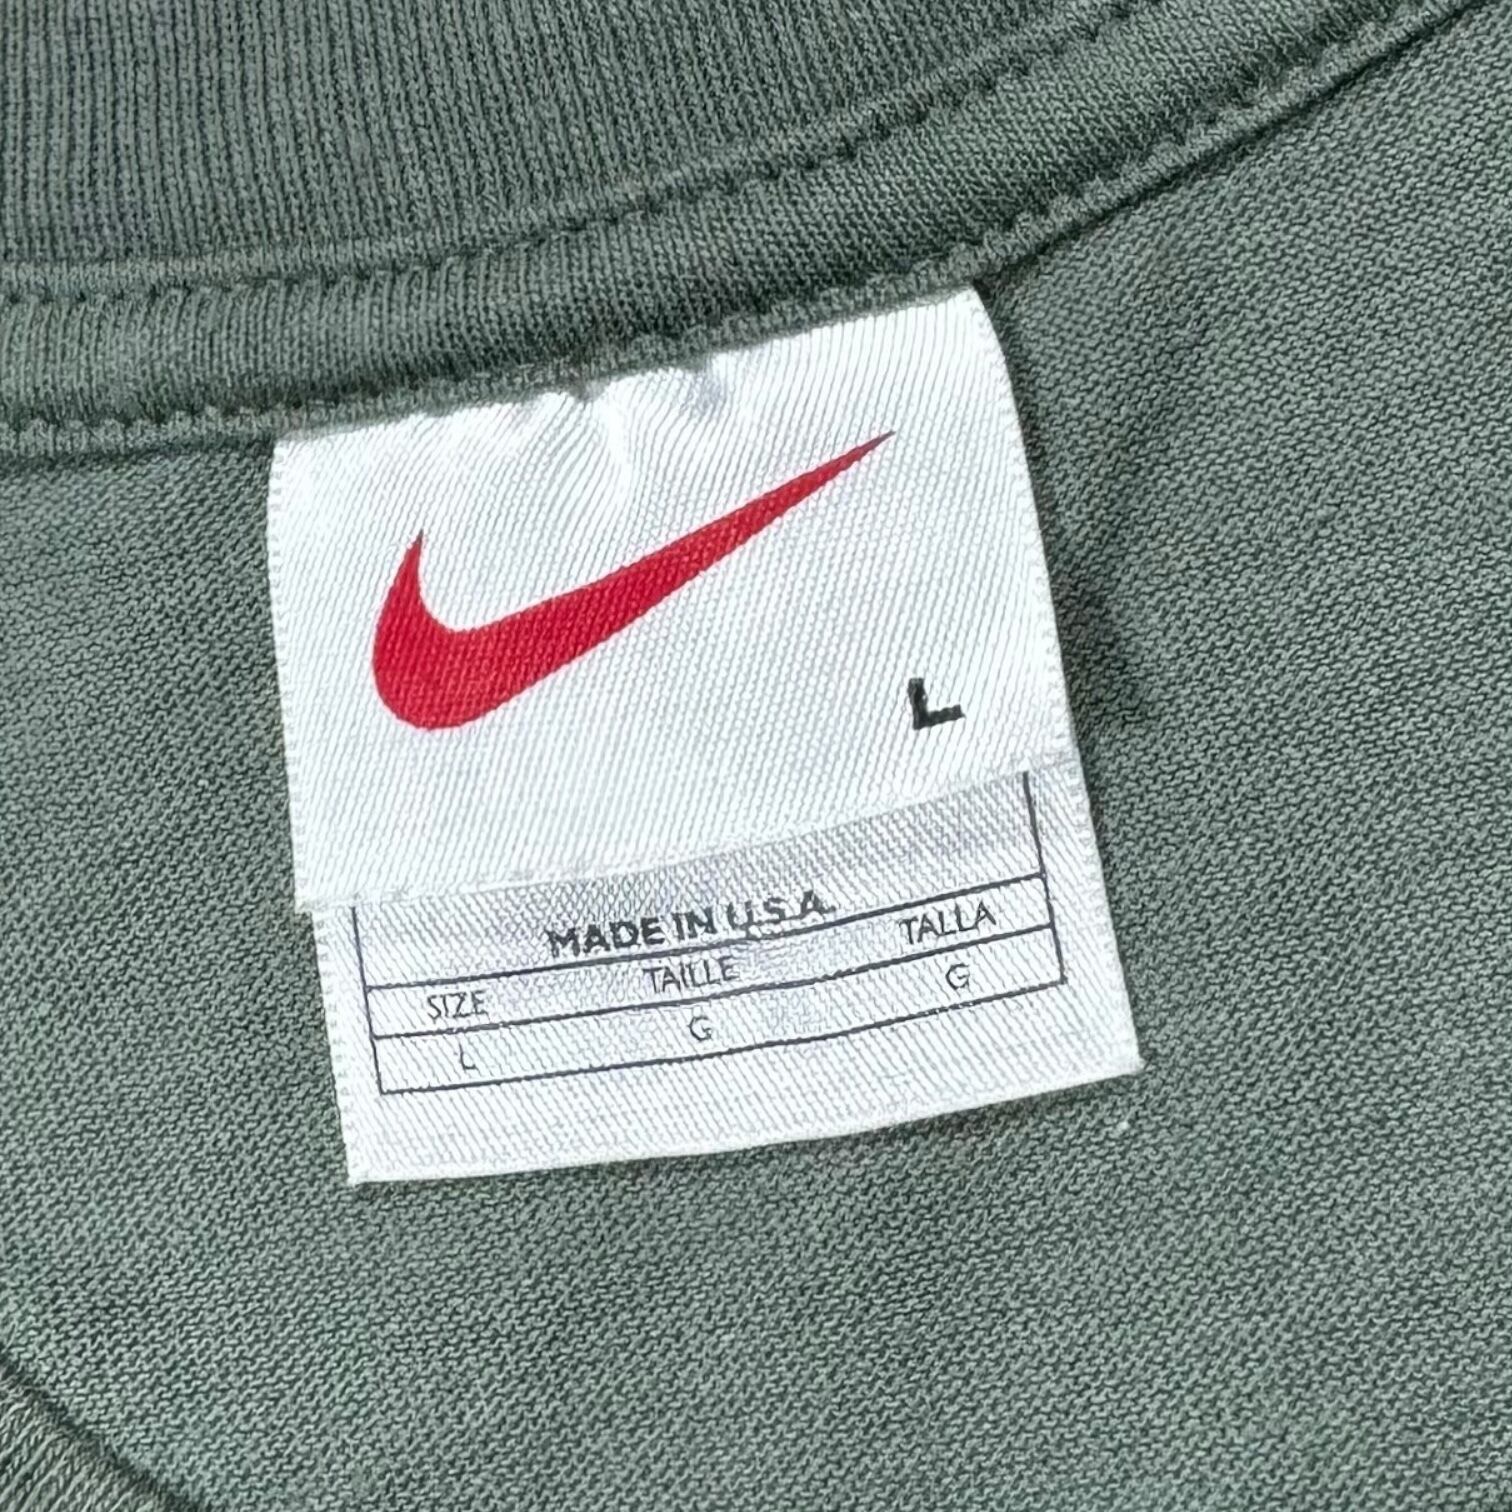 L
MADE IN U.S.A.
SIZE TAILLE TALLA
L G G